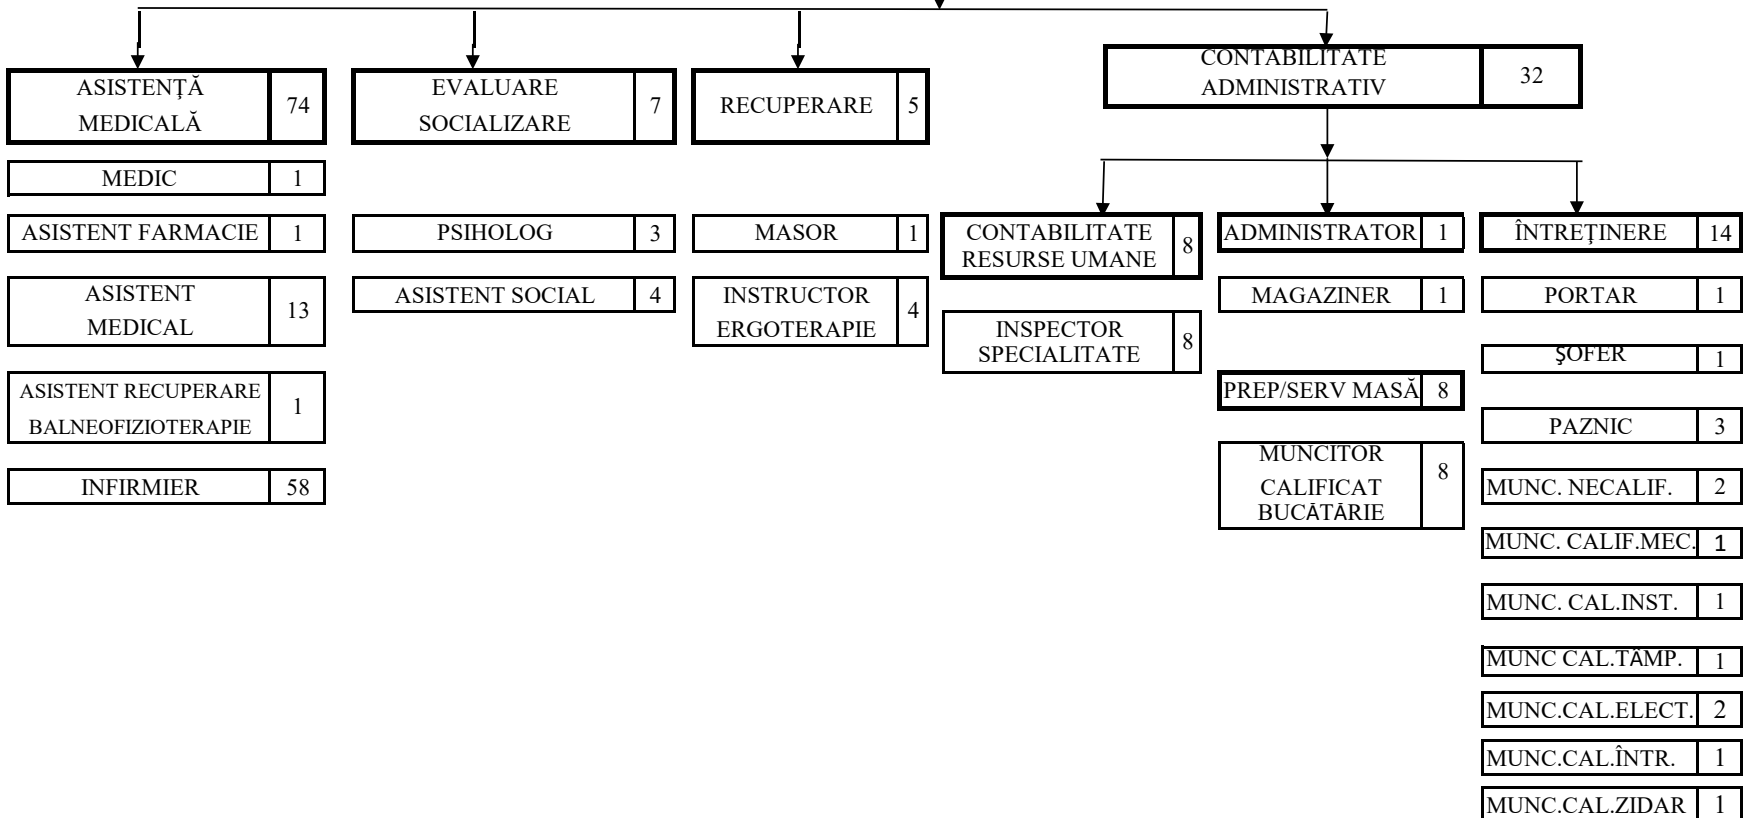 ASISTENŢĂ
MEDICALĂ
74
EVALUARE
SOCIALIZARE
7
RECUPERARE
5
CONTABILITATE
ADMINISTRATIV
32
MEDIC
1
ASISTENT FARMACIE
1
ASISTENT
MEDICAL
13
ASISTENT RECUPERARE
BALNEOFIZIOTERAPIE
1
INFIRMIER
58
PSIHOLOG
3
ASISTENT SOCIAL
4
MASOR
1
INSTRUCTOR
ERGOTERAPIE
4
CONTABILITATE
RESURSE UMANE
8
INSPECTOR
SPECIALITATE
8
ADMINISTRATOR
1
MAGAZINER
1
PREP/SERV MASĂ
8
MUNCITOR
CALIFICAT
BUCĂTĂRIE
8
ÎNTREŢINERE
14
PORTAR
1
ŞOFER
1
PAZNIC
3
MUNC. NECALIF.
2
MUNC. CALIF.MEC.
1
MUNC. CAL.INST.
1
MUNC CAL.TÂMP.
1
MUNC.CAL.ELECT.
2
MUNC.CAL.ÎNTR.
1
MUNC.CAL.ZIDAR
1